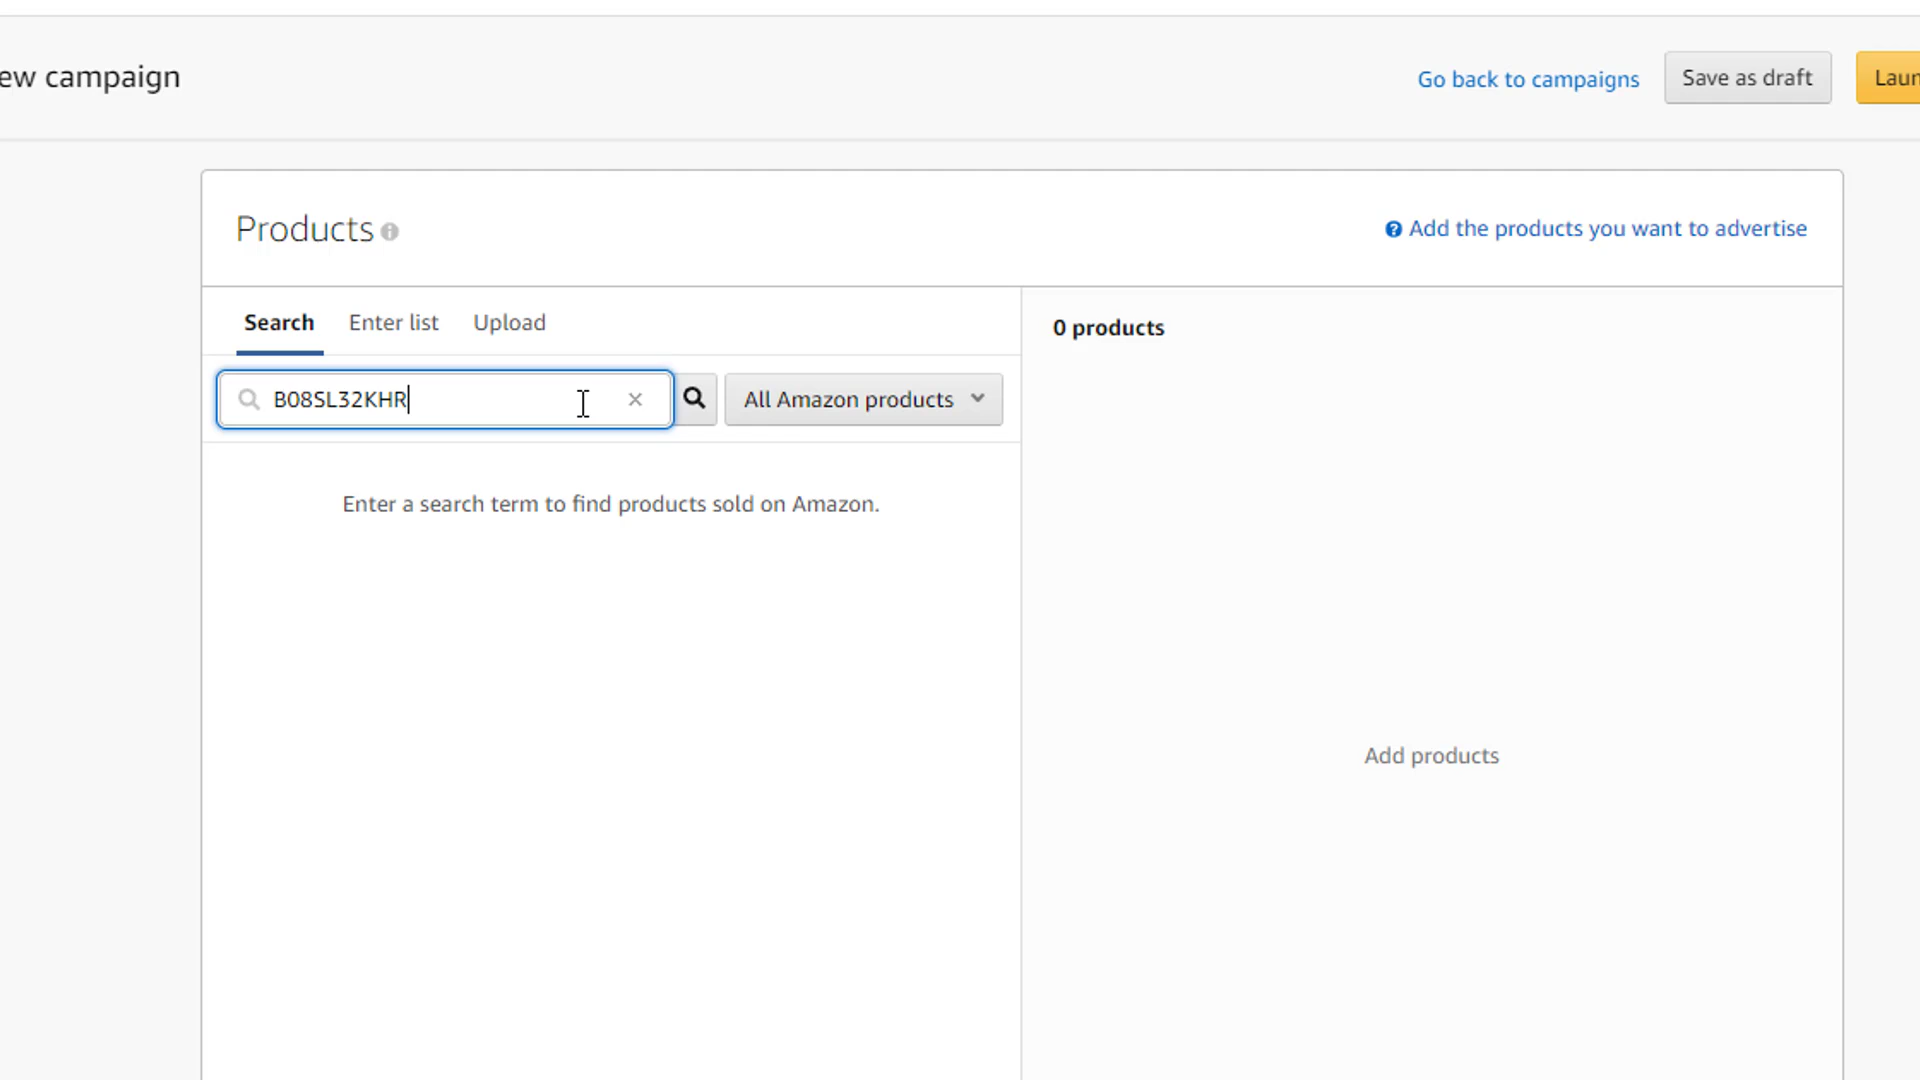 ew campaign
Go back to campaigns
Save as draft
Laun
Products
Add the products you want to advertise
Search
Enter list
Upload
0 products
B08SL32KHR
All Amazon products
Enter a search term to find products sold on Amazon.
Add products